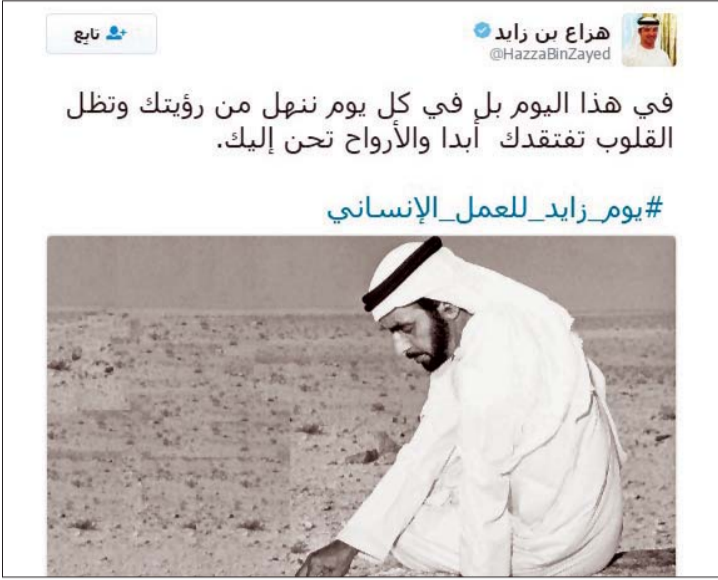 هزاع بن زايد
@HazzaBinZayed
تابع
في هذا اليوم بل في كل يوم ننهل من رؤيتك وتظل
القلوب تفتقدك أبدا والأرواح تحن إليك.
#يوم_زايد_للعمل_الإنساني